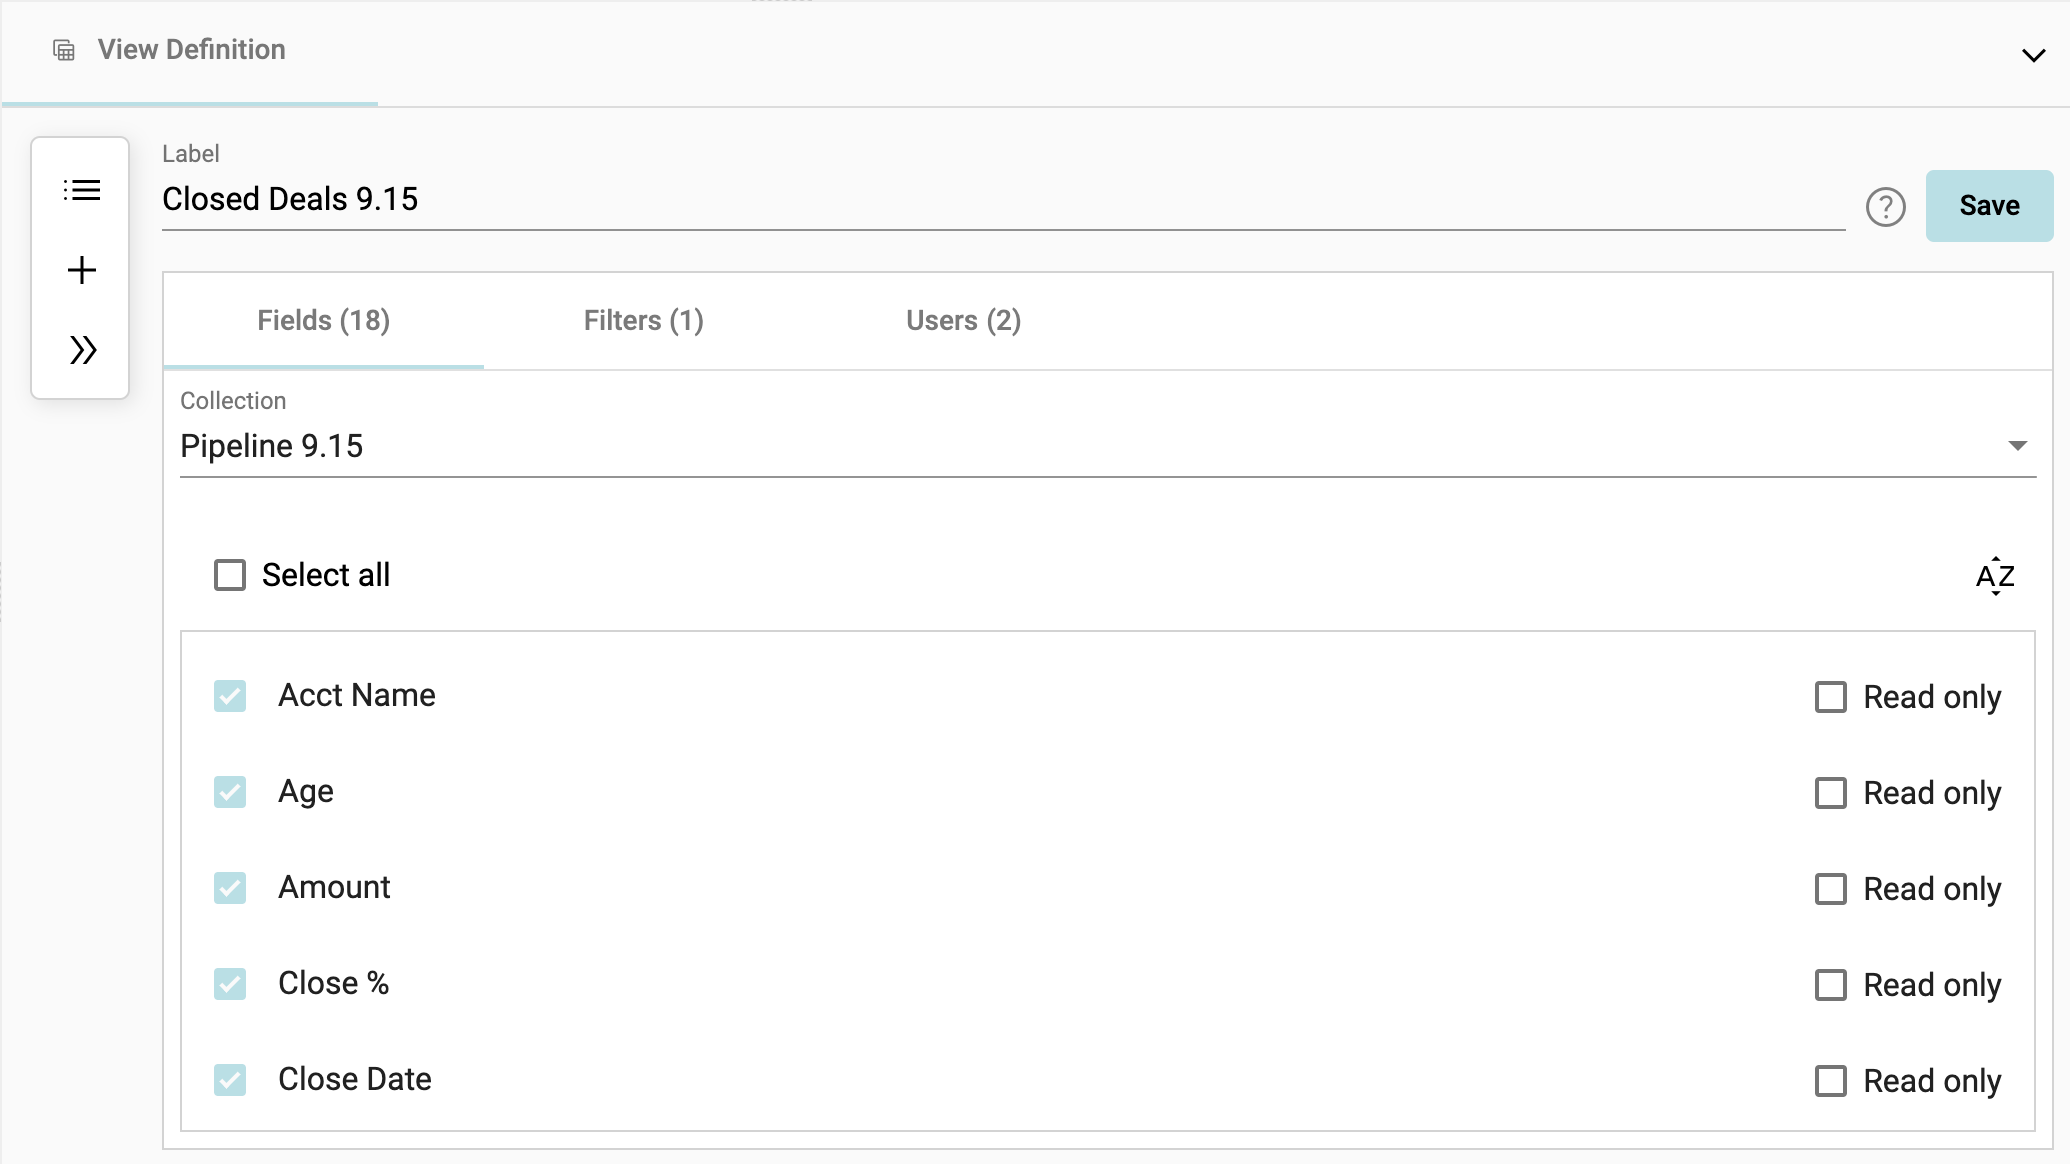 View Definition
Label
Closed Deals 9.15
?
Save
Fields (18)
Filters (1)
Users (2)
Collection
Pipeline 9.15
Select all
AZ
Acct Name
Read only
Age
Read only
Amount
Read only
Close %
Read only
Close Date
Read only